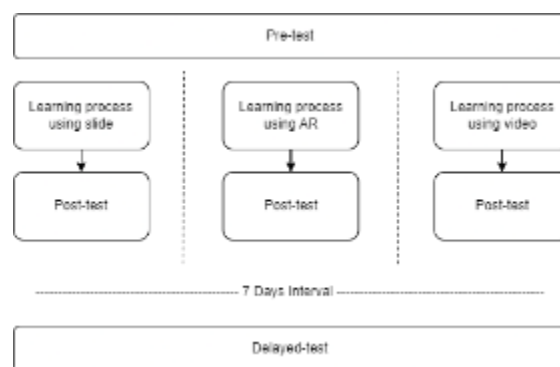 Pre-test
Learning process
using slide
Learning process
using AR
Learning process
using video
Post-test
Post-test
Post-test
7 Days Interval
Delayed-test